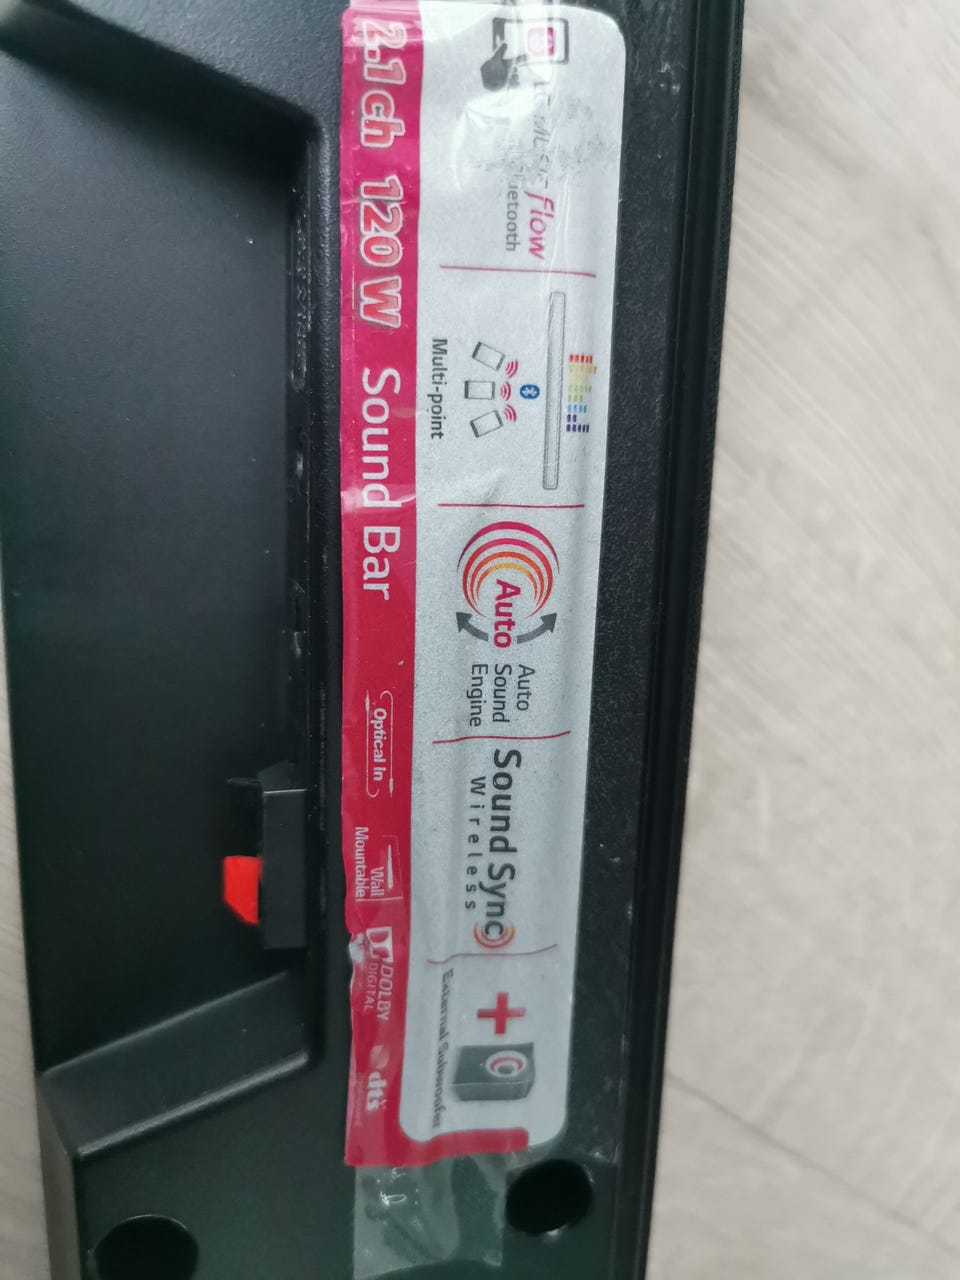 Music flow
Bluetooth
Multi-point
Auto
Auto
Sound
Engine
Sound Sync
Wireless
External Subwoofer
2.1 ch 120 W Sound Bar
Optical In
Wall
Mountable
DOLBY
DIGITAL
dts